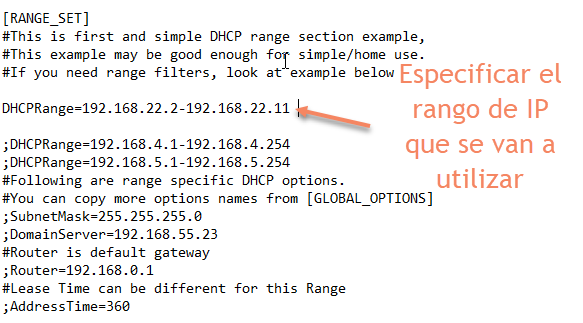 [RANGE_SET]
#This is first and simple DHCP range section example,
#This example may be good enough for simple/home use.
#If you need range filters, look at example below
DHCPRange=192.168.22.2-192.168.22.11
Especificar el
rango de IP
que se van a
utilizar
;DHCPRange=192.168.4.1-192.168.4.254
;DHCPRange=192.168.5.1-192.168.5.254
#Following are range specific DHCP options.
#You can copy more options names from [GLOBAL_OPTIONS]
;SubnetMask=255.255.255.0
;DomainServer=192.168.55.23
#Router is default gateway
;Router=192.168.0.1
#Lease Time can be different for this Range
;AddressTime=360